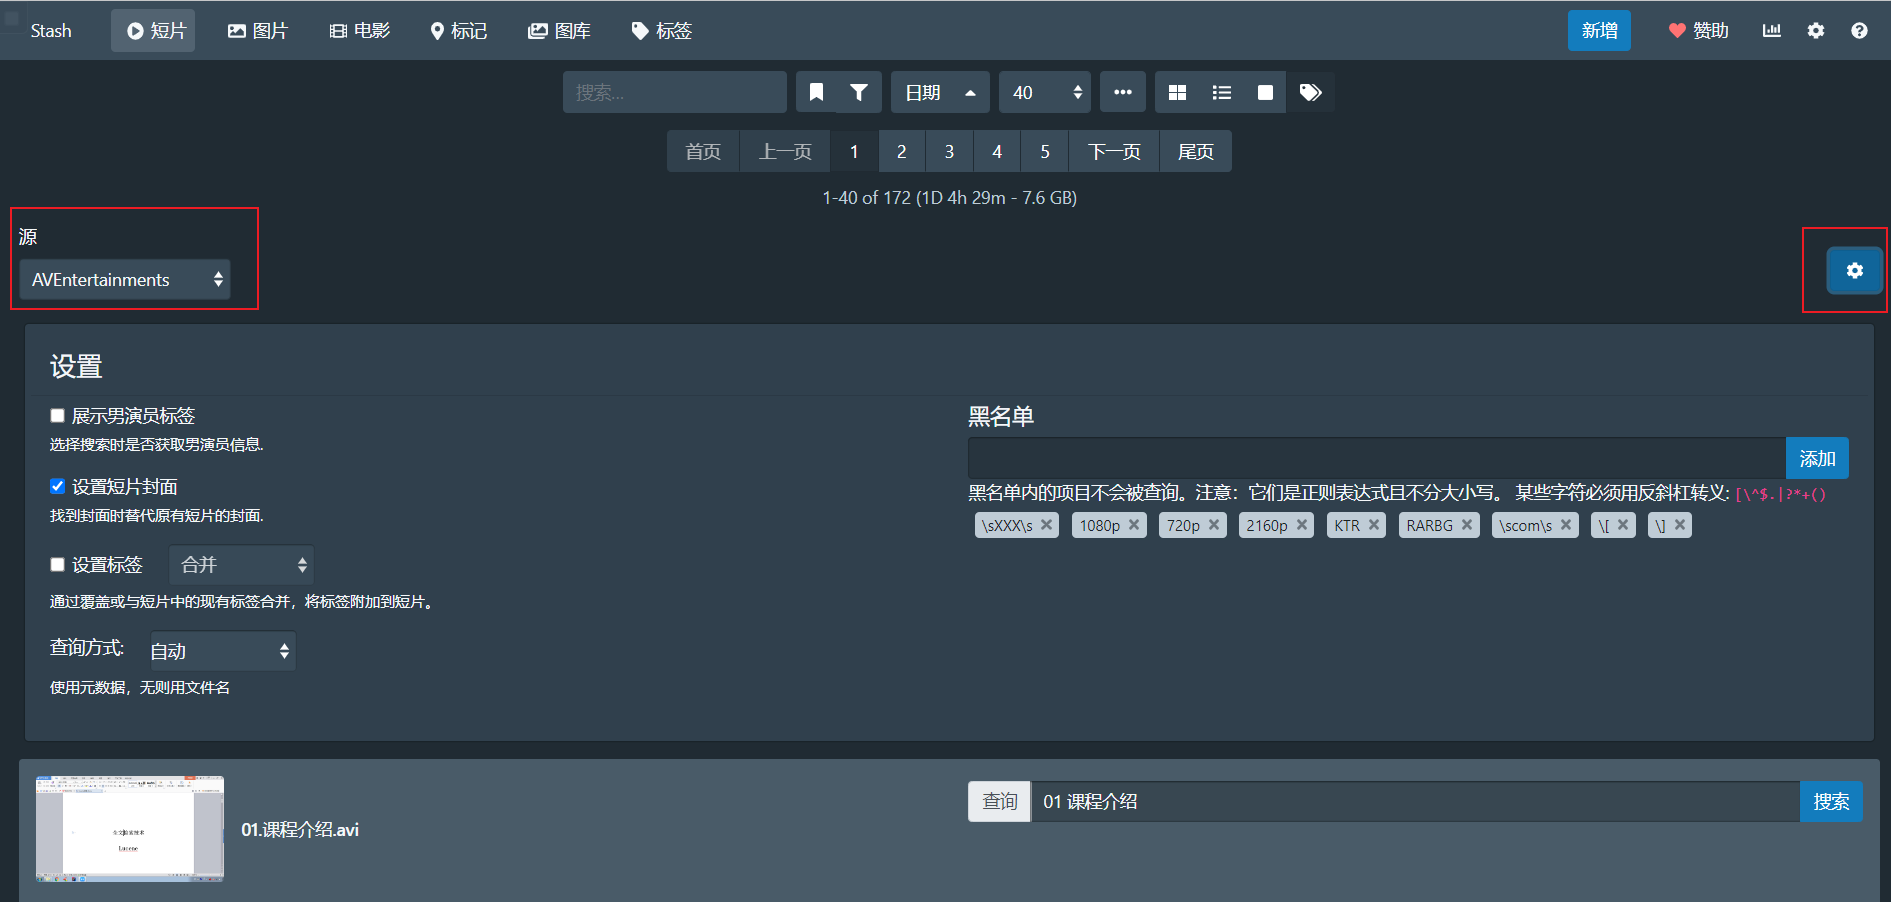 Stash 短片 图片 电影 标记 图库 标签 新增 赞助
搜索... 日期 40
首页 上一页 1 2 3 4 5 下一页 尾页
1-40 of 172 (1D 4h 29m - 7.6 GB)
源
AVEntertainments
设置
展示男演员标签
选择搜索时是否获取男演员信息.
设置短片封面
找到封面时替代原有短片的封面.
设置标签 合并
通过覆盖或与短片中的现有标签合并，将标签附加到短片。
查询方式: 自动
使用元数据，无则用文件名
黑名单
添加
黑名单内的项目不会被查询。注意：它们是正则表达式且不分大小写。 某些字符必须用反斜杠转义: [\^$.|?*+()
\sXXX\s 1080p 720p 2160p KTR RARBG \scom\s \[ \]
全文检索技术
Lucene
01.课程介绍.avi
查询 01 课程介绍 搜索